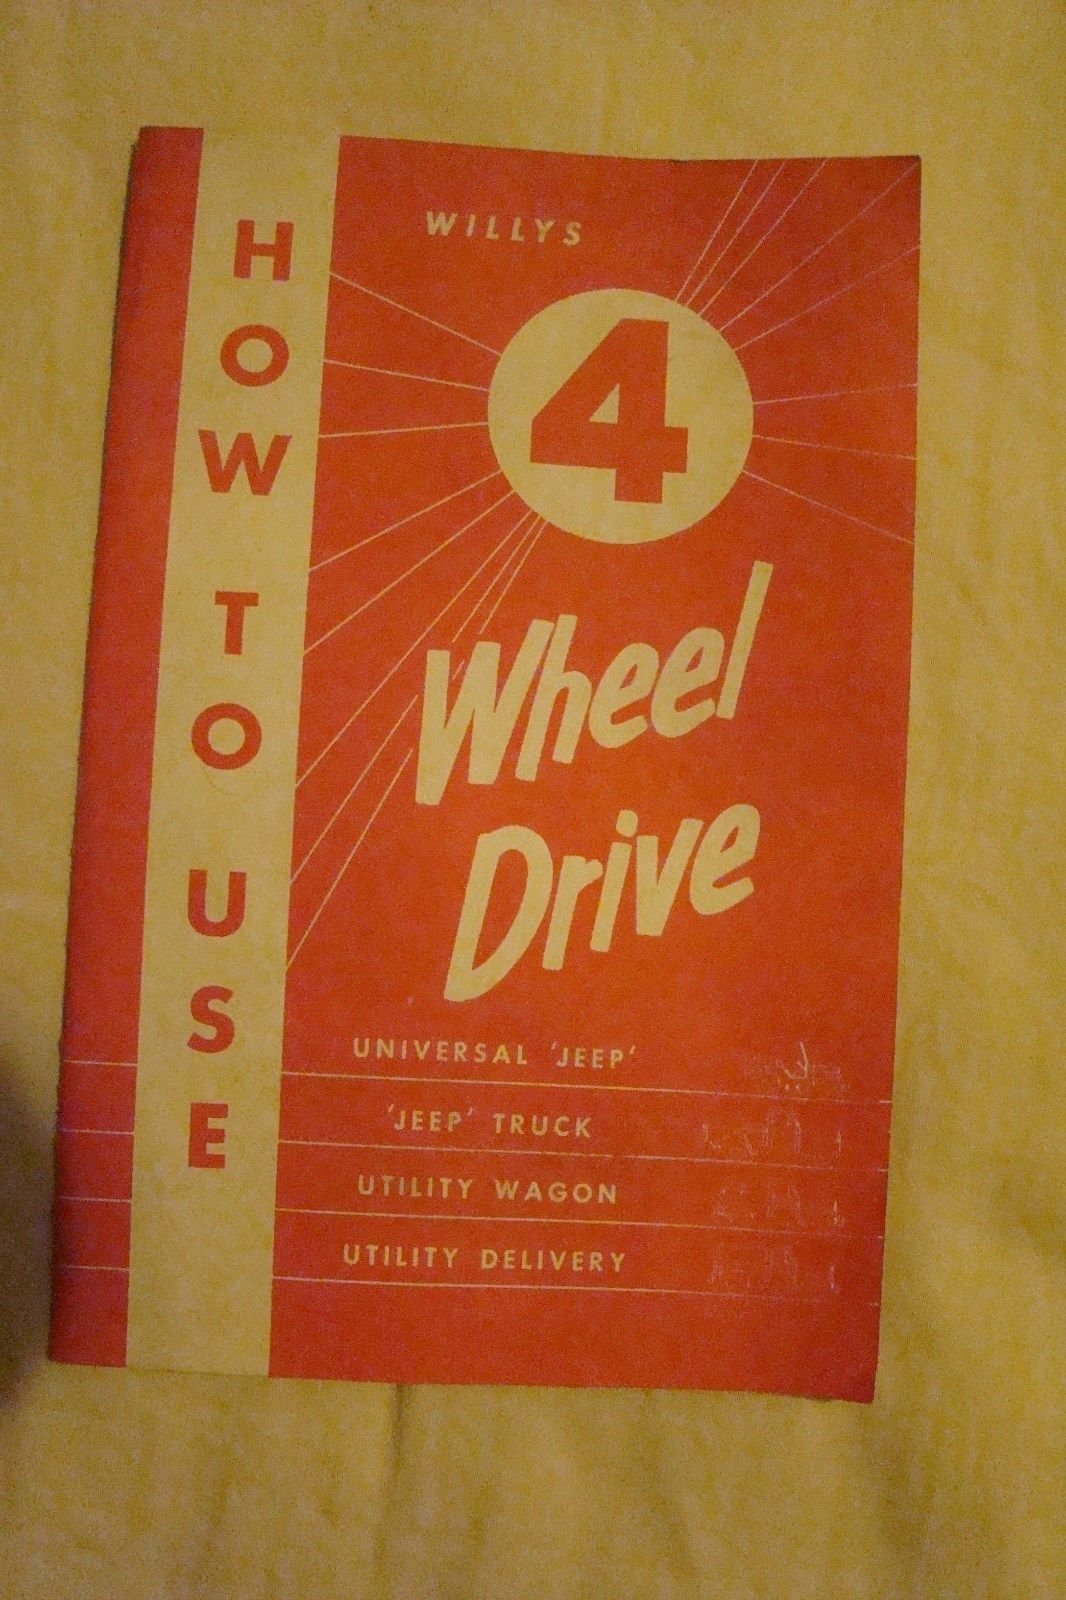 HOW TO USE
WILLYS
4
Wheel
Drive
UNIVERSAL 'JEEP'
'JEEP' TRUCK
UTILITY WAGON
UTILITY DELIVERY